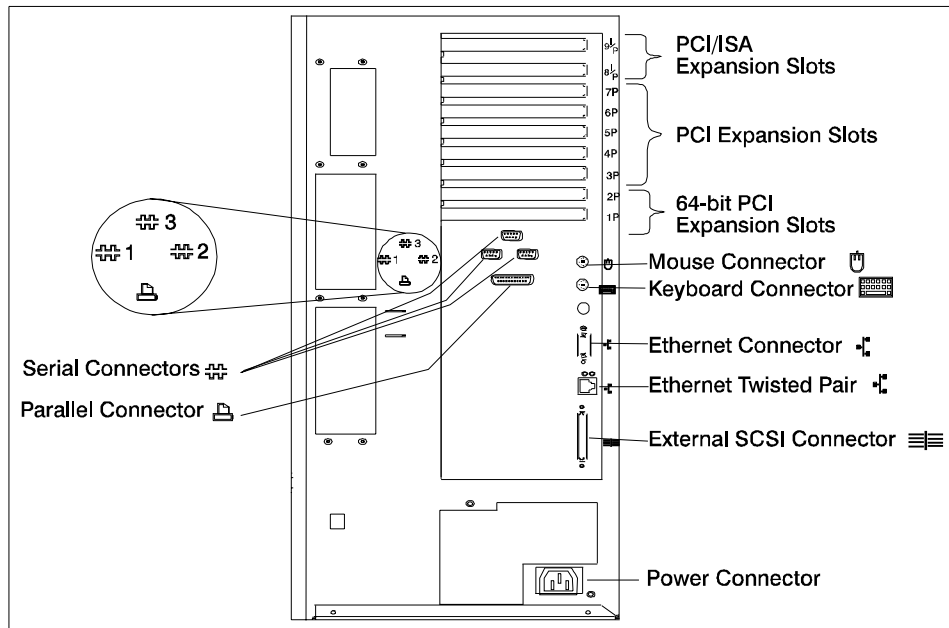 PCI/ISA
Expansion Slots
PCI Expansion Slots
64-bit PCI
Expansion Slots
9I/P
8I/P
7P
6P
5P
4P
3P
2P
1P
3
1
2
3
1
2
Mouse Connector
Keyboard Connector
Ethernet Connector
Ethernet Twisted Pair
External SCSI Connector
Serial Connectors
Parallel Connector
Power Connector